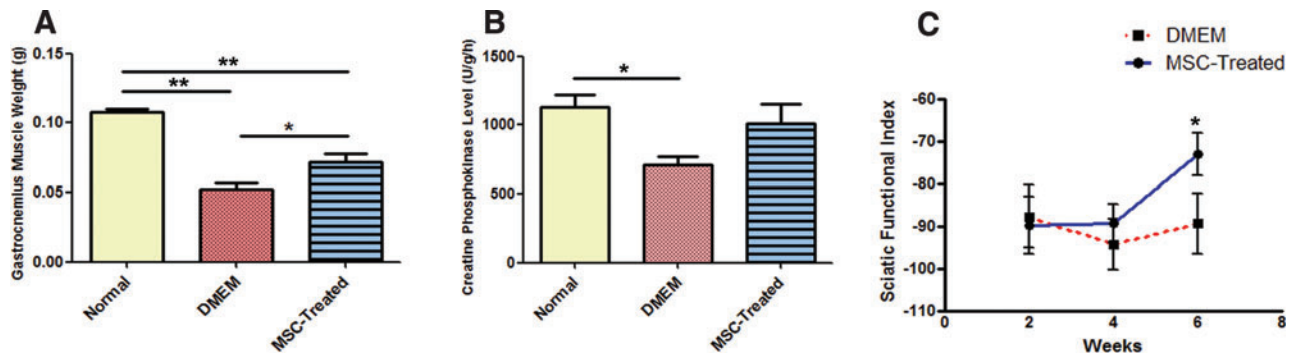 A
Gastrocnemius Muscle Weight (g)
0.15
0.10
0.05
0.00
**
**
*
Normal
DMEM
MSC-Treated
B
Creatine Phosphokinase Level (U/g/h)
1500
1000
500
0
*
Normal
DMEM
MSC-Treated
C
DMEM
MSC-Treated
Sciatic Functional Index
-60
-70
-80
-90
-100
-110
*
0 2 4 6 8
Weeks